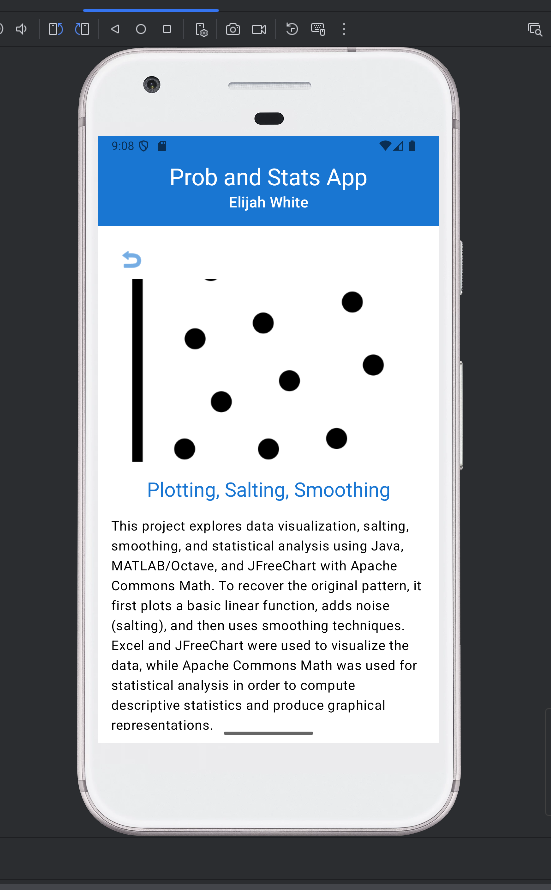 9:08
Prob and Stats App
Elijah White
Plotting, Salting, Smoothing
This project explores data visualization, salting,
smoothing, and statistical analysis using Java,
MATLAB/Octave, and JFreeChart with Apache
Commons Math. To recover the original pattern, it
first plots a basic linear function, adds noise
(salting), and then uses smoothing techniques.
Excel and JFreeChart were used to visualize the
data, while Apache Commons Math was used for
statistical analysis in order to compute
descriptive statistics and produce graphical
representations.